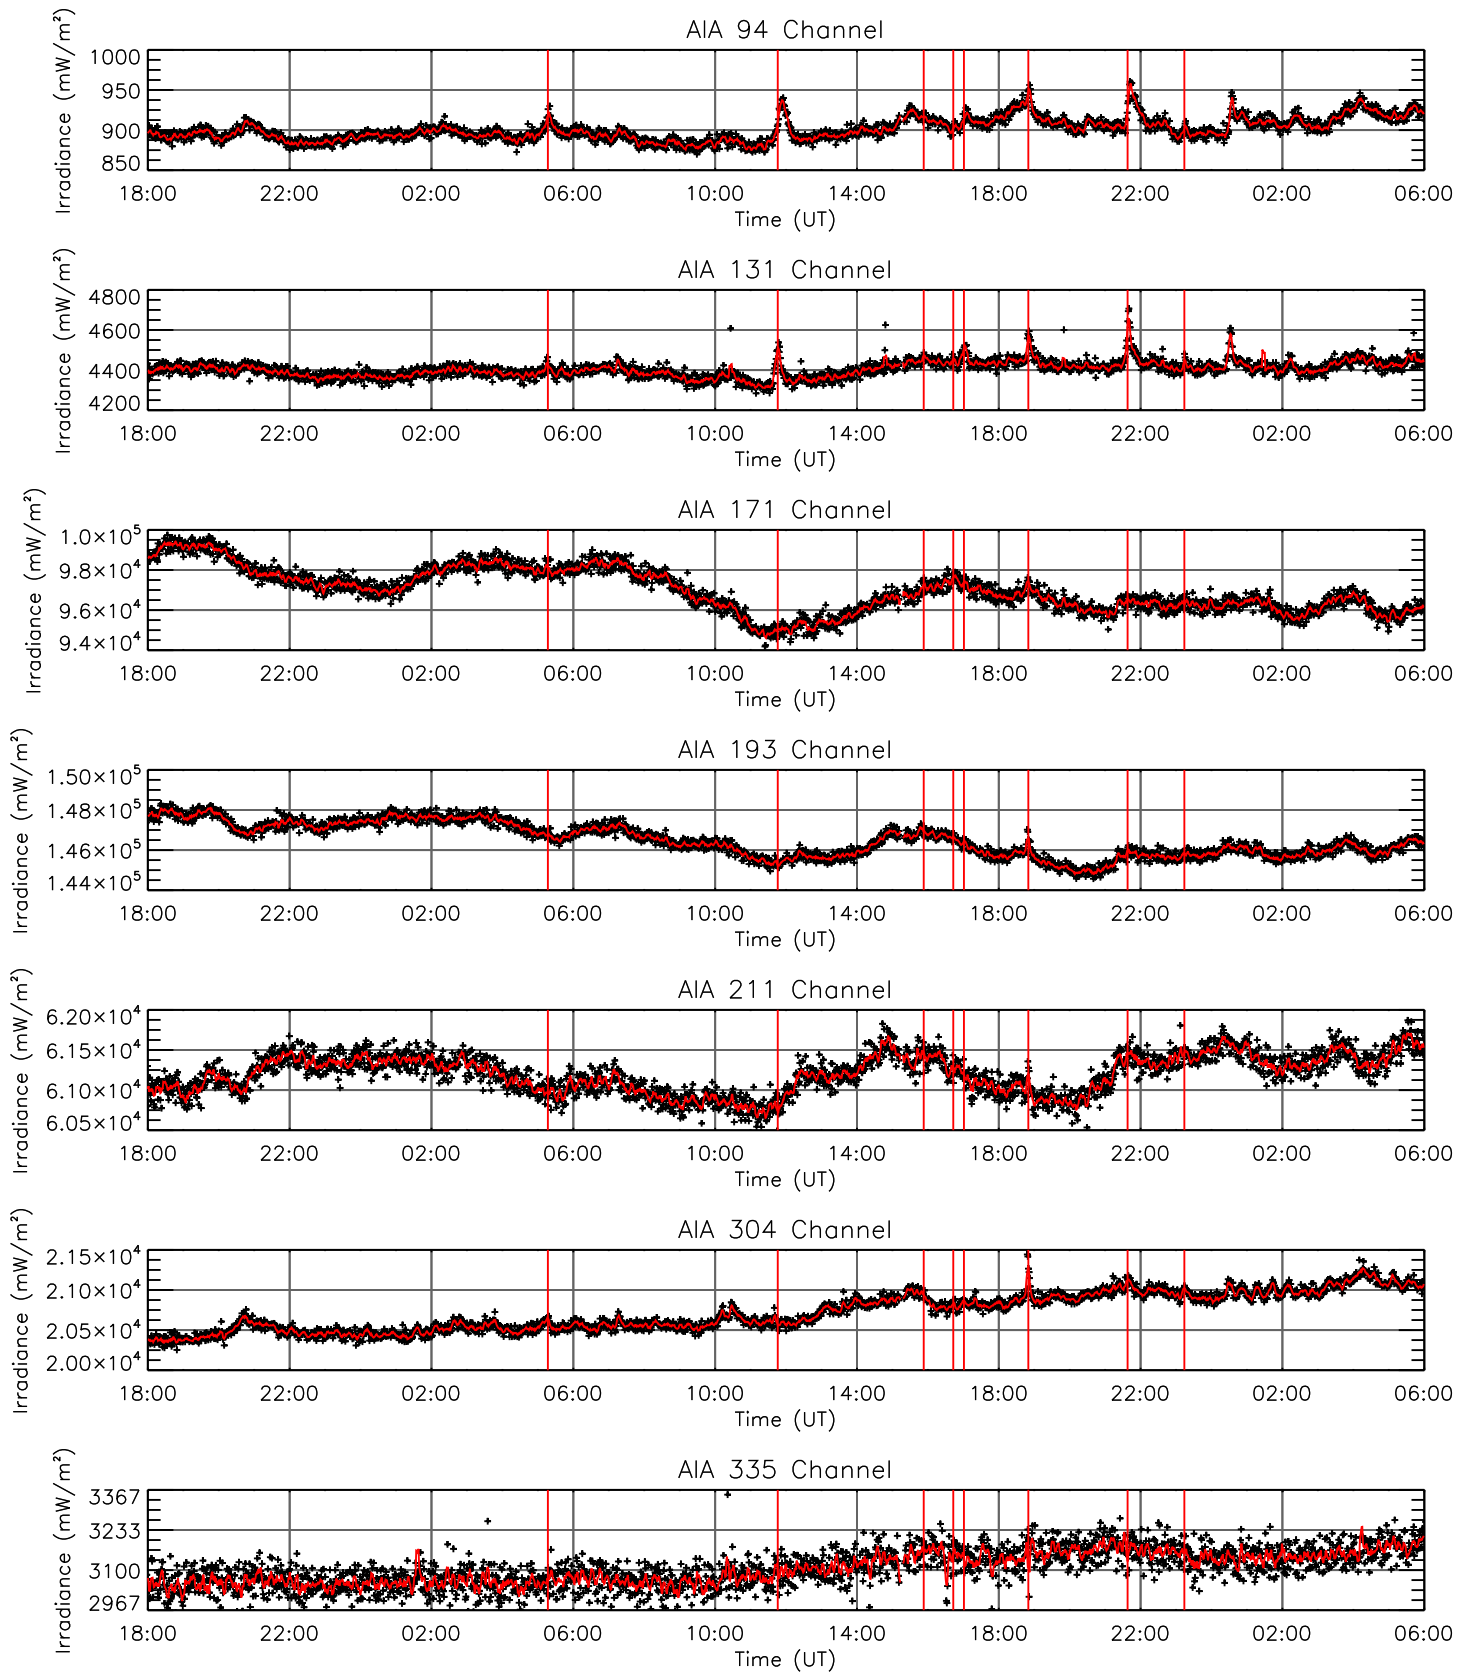 AIA 94 Channel
Irradiance (mW/m²)
1000
950
900
850
18:00 22:00 02:00 06:00 10:00 14:00 18:00 22:00 02:00 06:00
Time (UT)
AIA 131 Channel
Irradiance (mW/m²)
4800
4600
4400
4200
18:00 22:00 02:00 06:00 10:00 14:00 18:00 22:00 02:00 06:00
Time (UT)
AIA 171 Channel
Irradiance (mW/m²)
1.0×10⁵
9.8×10⁴
9.6×10⁴
9.4×10⁴
18:00 22:00 02:00 06:00 10:00 14:00 18:00 22:00 02:00 06:00
Time (UT)
AIA 193 Channel
Irradiance (mW/m²)
1.50×10⁵
1.48×10⁵
1.46×10⁵
1.44×10⁵
18:00 22:00 02:00 06:00 10:00 14:00 18:00 22:00 02:00 06:00
Time (UT)
AIA 211 Channel
Irradiance (mW/m²)
6.20×10⁴
6.15×10⁴
6.10×10⁴
6.05×10⁴
18:00 22:00 02:00 06:00 10:00 14:00 18:00 22:00 02:00 06:00
Time (UT)
AIA 304 Channel
Irradiance (mW/m²)
2.15×10⁴
2.10×10⁴
2.05×10⁴
2.00×10⁴
18:00 22:00 02:00 06:00 10:00 14:00 18:00 22:00 02:00 06:00
Time (UT)
AIA 335 Channel
Irradiance (mW/m²)
3367
3233
3100
2967
18:00 22:00 02:00 06:00 10:00 14:00 18:00 22:00 02:00 06:00
Time (UT)